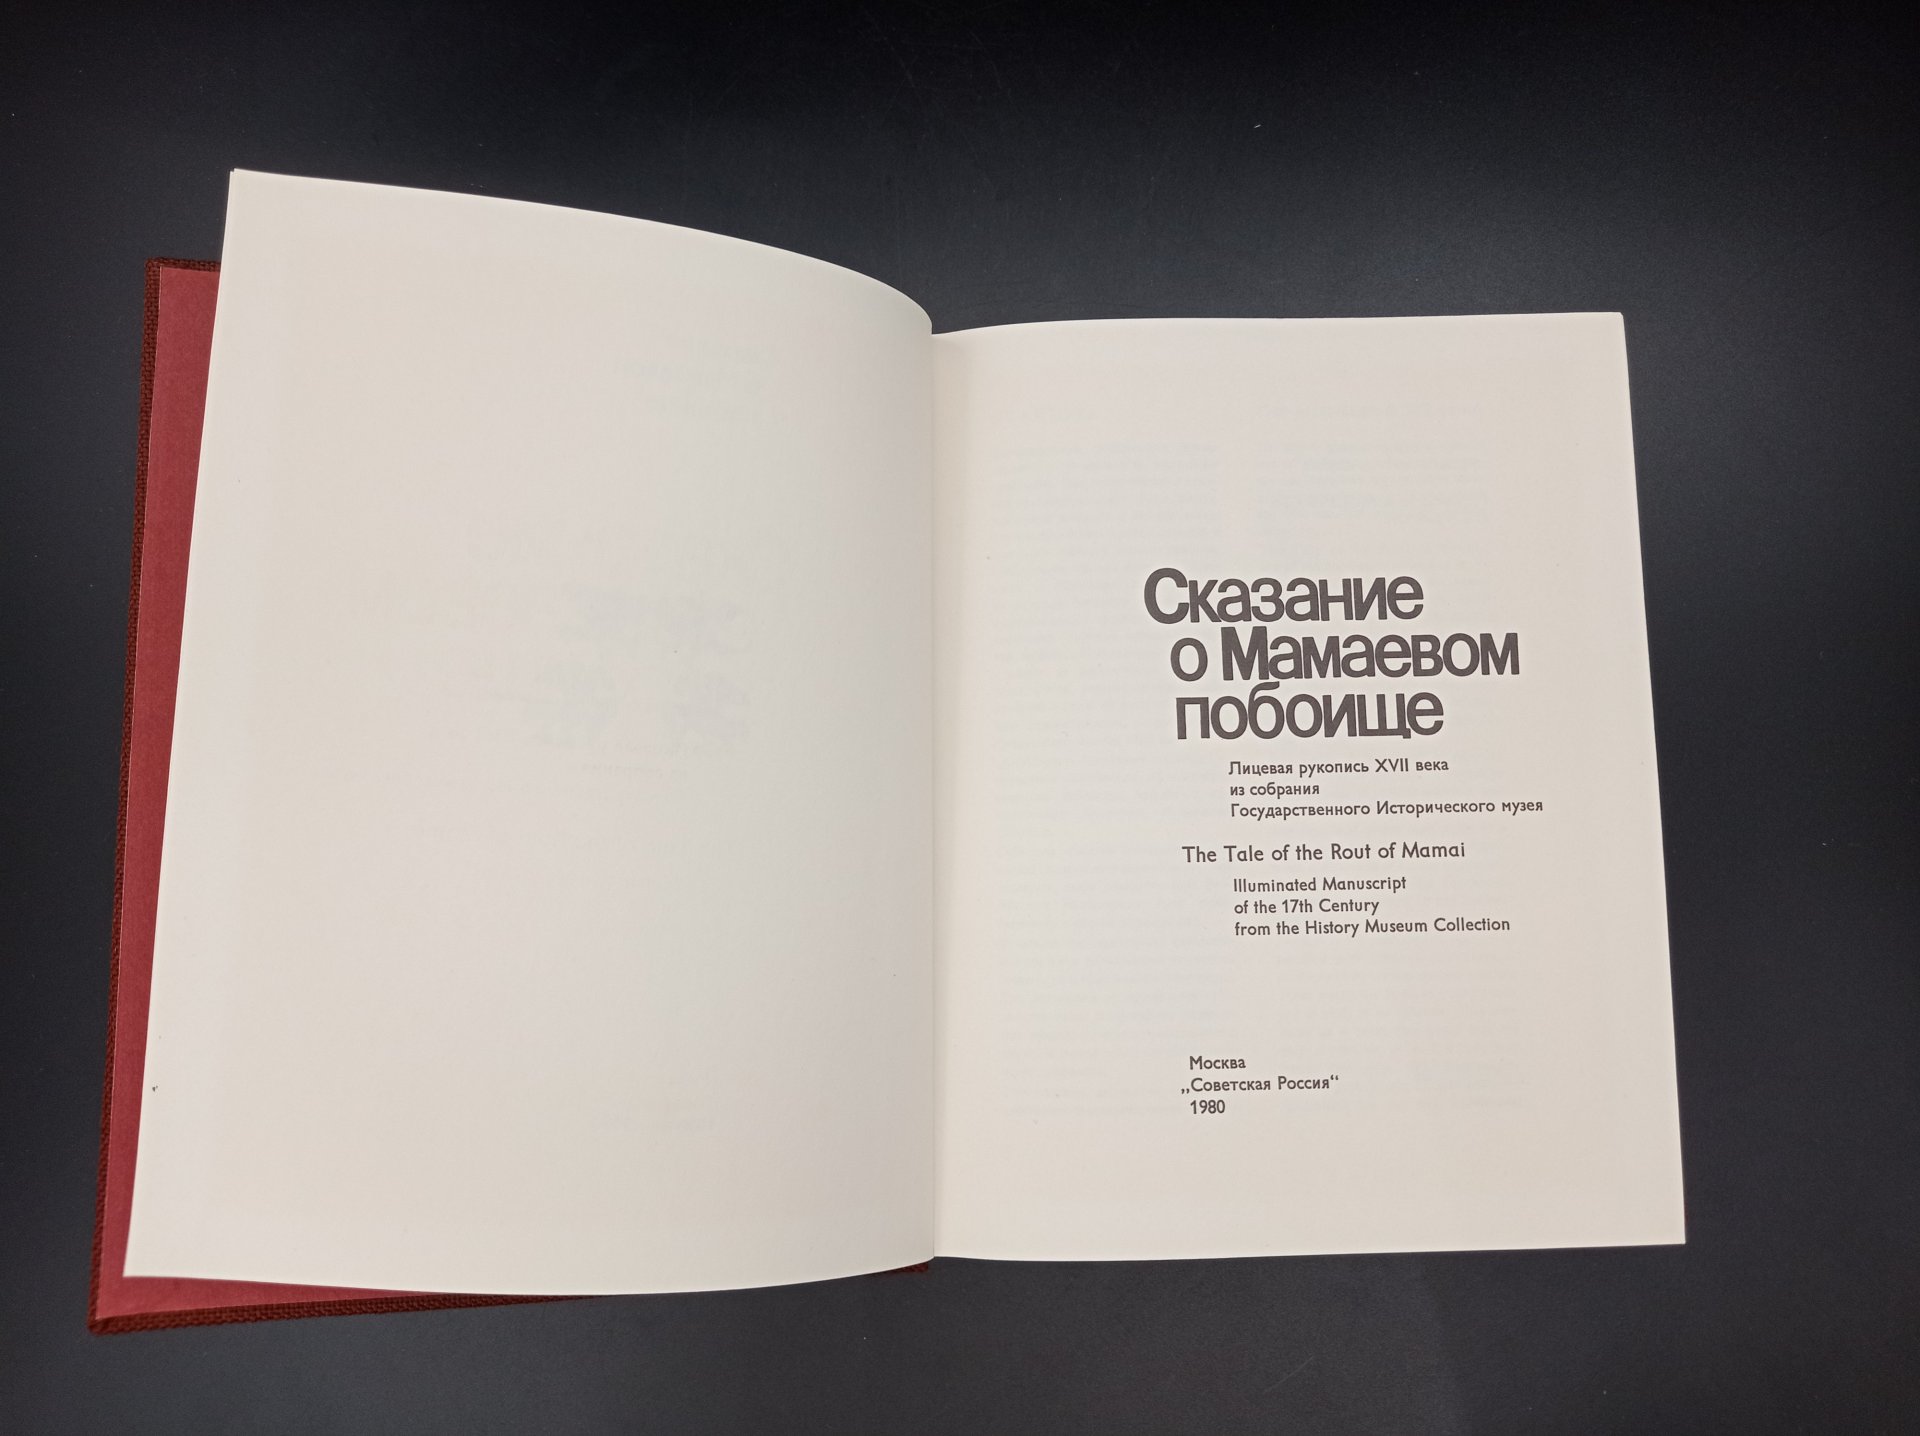 Сказание
о Мамаевом
побоище
Лицевая рукопись XVII века
из собрания
Государственного Исторического музея
The Tale of the Rout of Mamai
Illuminated Manuscript
of the 17th Century
from the History Museum Collection
Москва
„Советская Россия“
1980